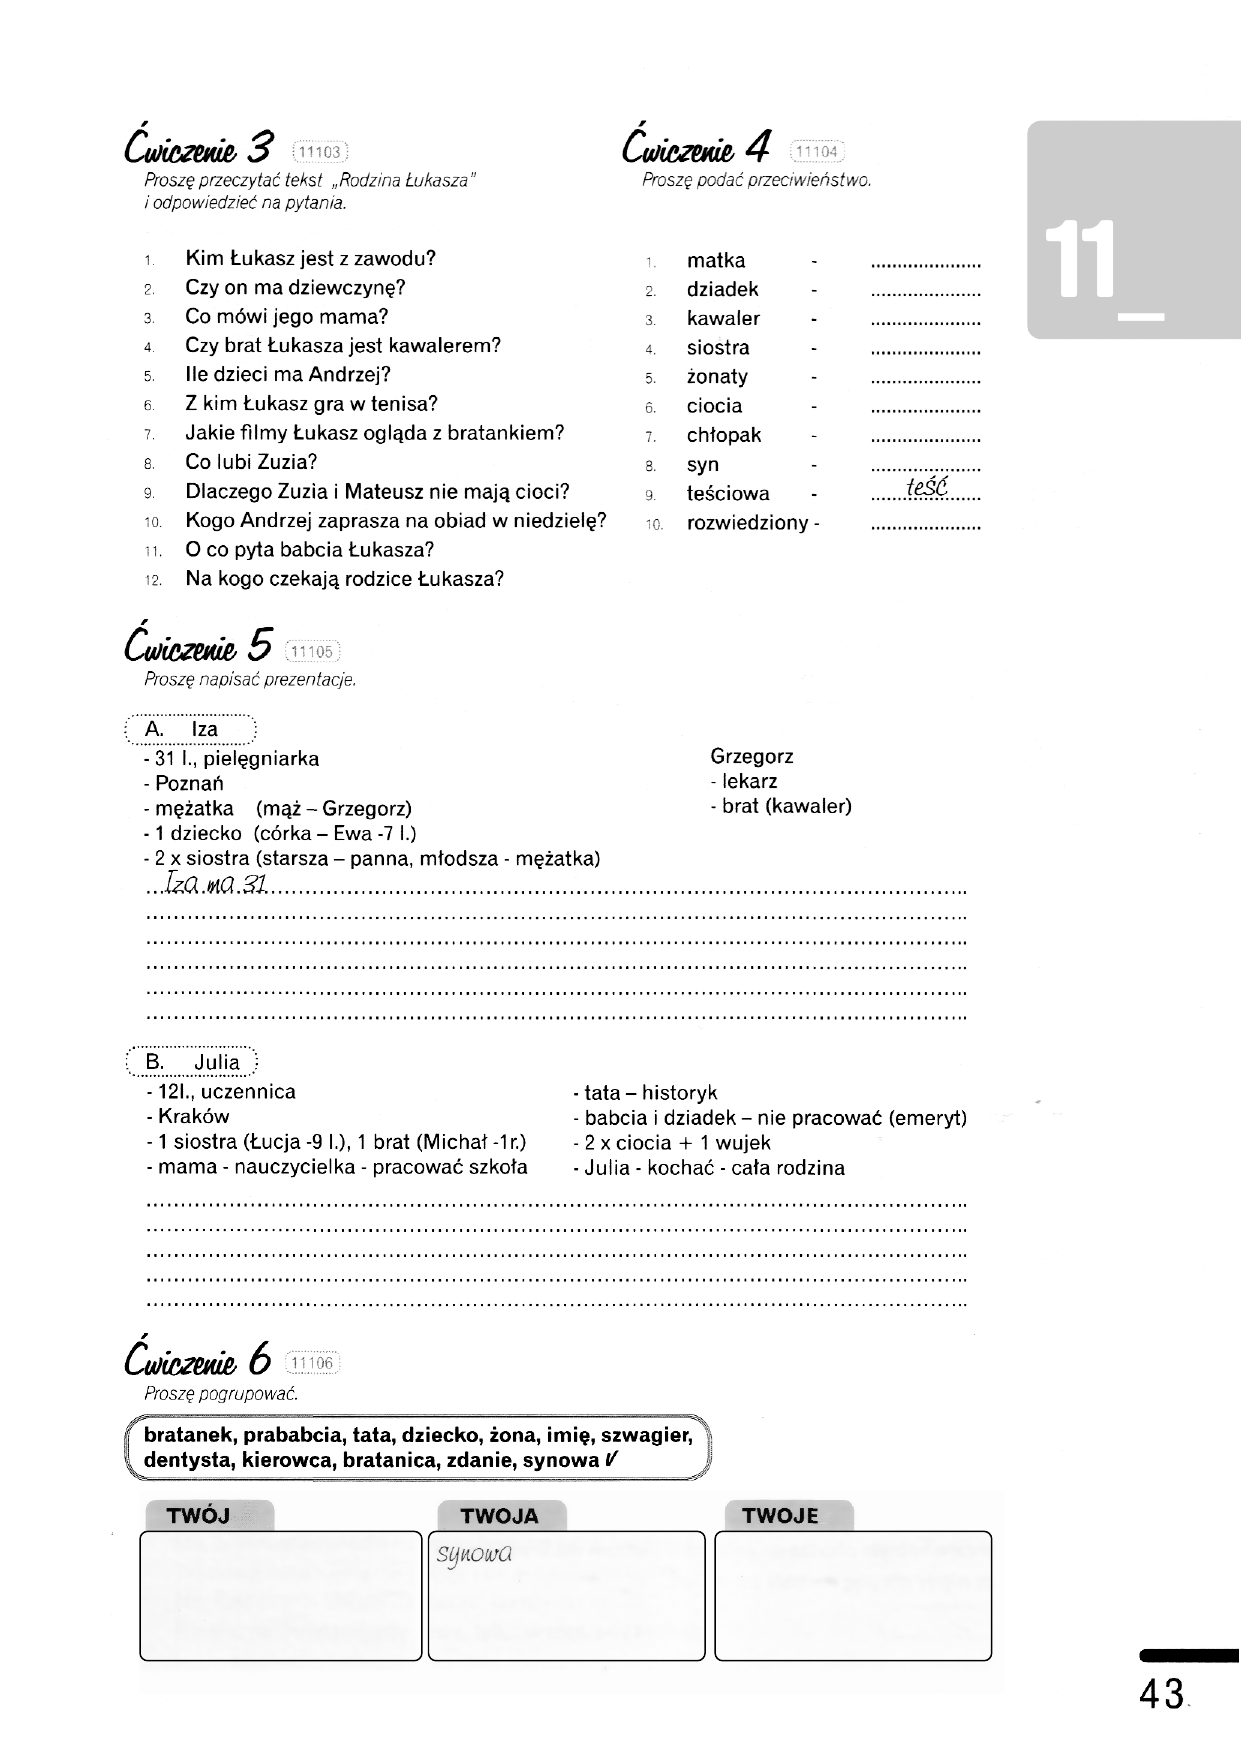 Ćwiczenie 3 11103
Proszę przeczytać tekst „Rodzina Łukasza"
i odpowiedzieć na pytania.
1. Kim Łukasz jest z zawodu?
2. Czy on ma dziewczynę?
3. Co mówi jego mama?
4. Czy brat Łukasza jest kawalerem?
5. Ile dzieci ma Andrzej?
6. Z kim Łukasz gra w tenisa?
7. Jakie filmy Łukasz ogląda z bratankiem?
8. Co lubi Zuzia?
9. Dlaczego Zuzia i Mateusz nie mają cioci?
10. Kogo Andrzej zaprasza na obiad w niedzielę?
11. O co pyta babcia Łukasza?
12. Na kogo czekają rodzice Łukasza?
Ćwiczenie 4 11104
Proszę podać przeciwieństwo.
1. matka - .....................
2. dziadek - .....................
3. kawaler - .....................
4. siostra - .....................
5. żonaty - .....................
6. ciocia - .....................
7. chłopak - .....................
8. syn - .....................
9. teściowa - ......teść......
10. rozwiedziony - .....................
11_
Ćwiczenie 5 11105
Proszę napisać prezentacje.
A. Iza
- 31 l., pielęgniarka
- Poznań
- mężatka (mąż – Grzegorz)
- 1 dziecko (córka – Ewa -7 l.)
- 2 x siostra (starsza – panna, młodsza - mężatka)
Grzegorz
- lekarz
- brat (kawaler)
...Iza ma 31...
B. Julia
- 12l., uczennica
- Kraków
- 1 siostra (Łucja -9 l.), 1 brat (Michał -1r.)
- mama - nauczycielka - pracować szkoła
- tata – historyk
- babcia i dziadek – nie pracować (emeryt)
- 2 x ciocia + 1 wujek
- Julia - kochać - cała rodzina
Ćwiczenie 6 11106
Proszę pogrupować.
bratanek, prababcia, tata, dziecko, żona, imię, szwagier,
dentysta, kierowca, bratanica, zdanie, synowa ✓
TWÓJ TWOJA TWOJE
synowa
43